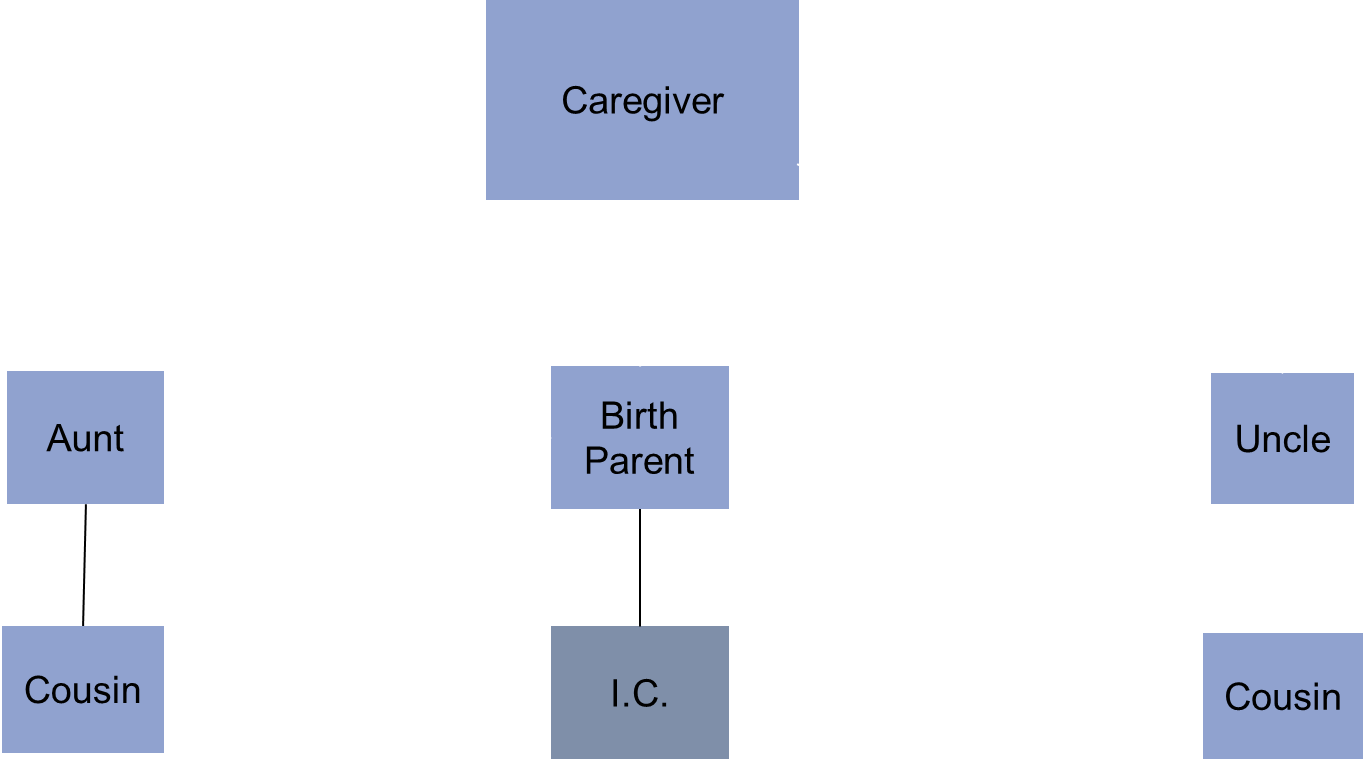 Caregiver
Aunt
Birth
Parent
Uncle
Cousin
I.C.
Cousin